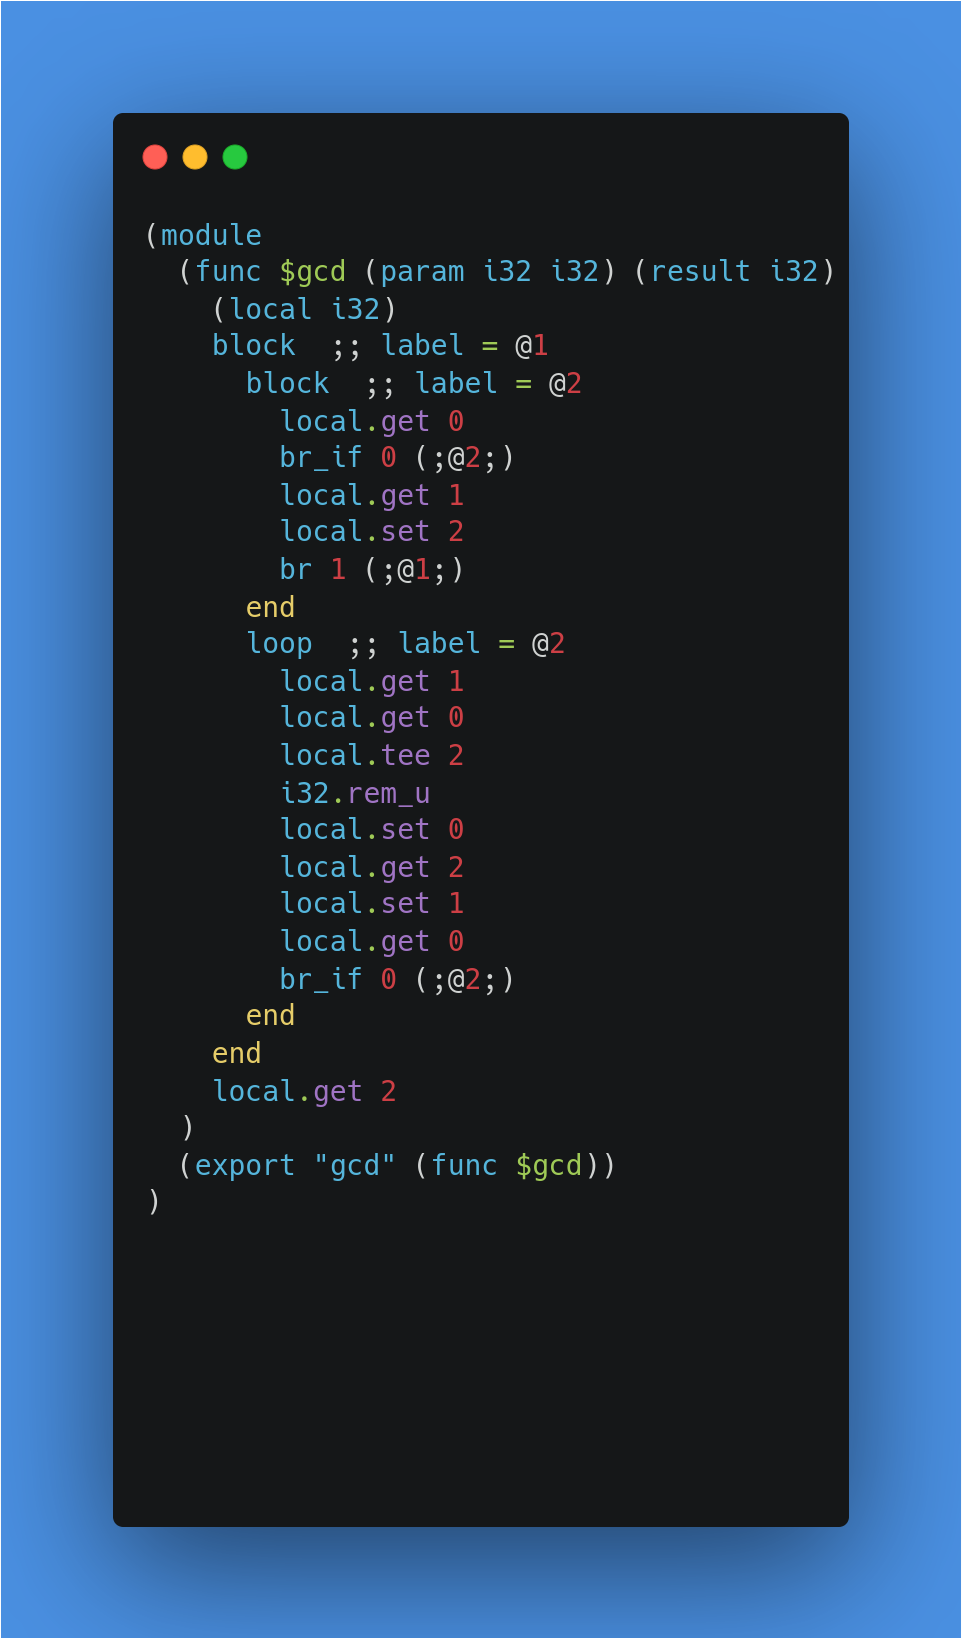 (module
  (func $gcd (param i32 i32) (result i32)
    (local i32)
    block  ;; label = @1
      block  ;; label = @2
        local.get 0
        br_if 0 (;@2;)
        local.get 1
        local.set 2
        br 1 (;@1;)
      end
      loop  ;; label = @2
        local.get 1
        local.get 0
        local.tee 2
        i32.rem_u
        local.set 0
        local.get 2
        local.set 1
        local.get 0
        br_if 0 (;@2;)
      end
    end
    local.get 2
  )
  (export "gcd" (func $gcd))
)